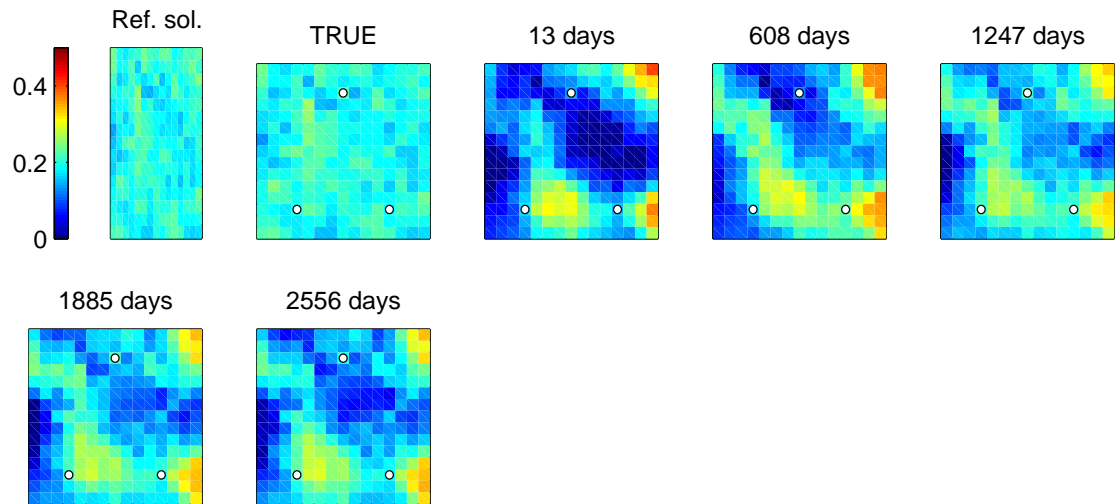 Ref. sol.
TRUE
13 days
608 days
1247 days
0.4
0.2
0
1885 days
2556 days